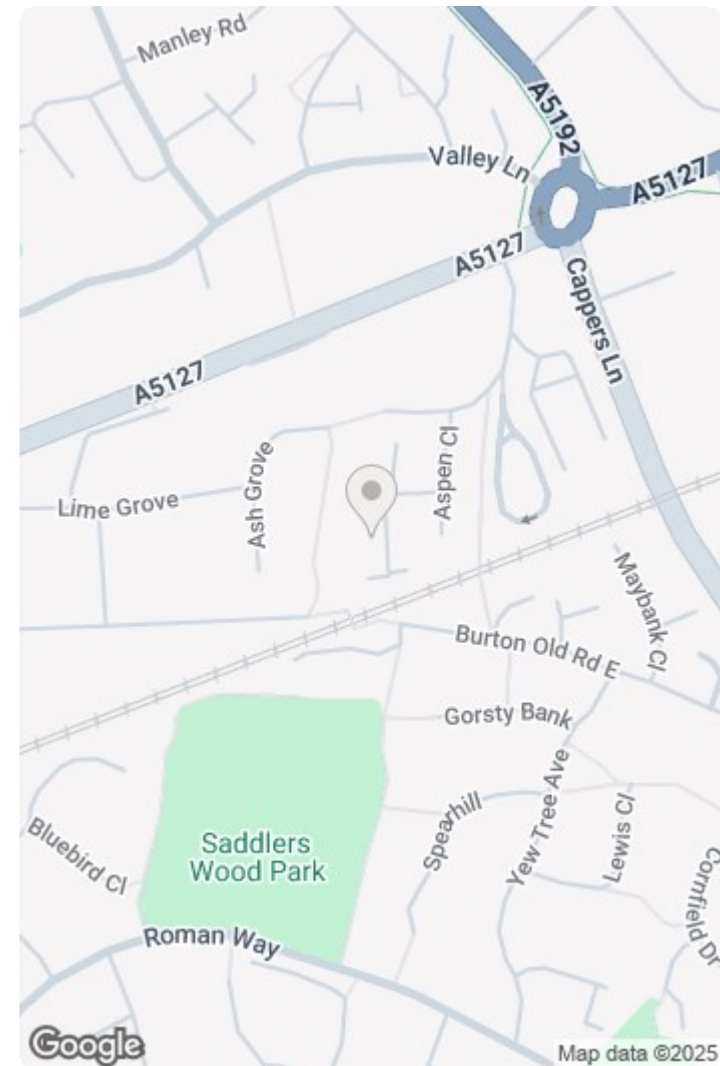 Manley Rd
A5192
Valley Ln
A5127
A5127
Cappers Ln
A5127
Aspen Cl
Ash Grove
Lime Grove
Maybank Cl
Burton Old Rd E
Gorsty Bank
Yew Tree Ave
Spearhill
Lewis Cl
Saddlers
Wood Park
Bluebird Cl
Cornfield Dr
Roman Way
Google
Map data ©2025